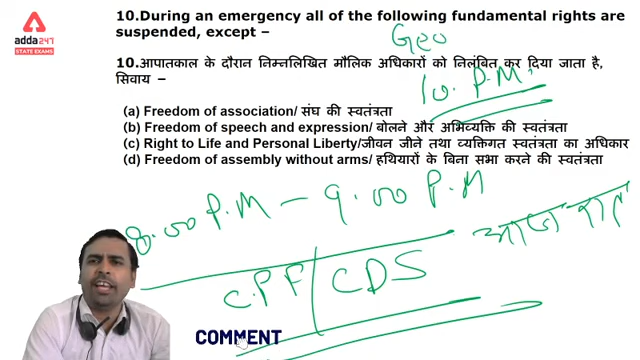 adda247
STATE EXAMS
10.During an emergency all of the following fundamental rights are
suspended, except –
Geo
10.आपातकाल के दौरान निम्नलिखित मौलिक अधिकारों को निलंबित कर दिया जाता है,
सिवाय –
10. P.M.
(a) Freedom of association/संघ की स्वतंत्रता
(b) Freedom of speech and expression/बोलने और अभिव्यक्ति की स्वतंत्रता
(c) Right to Life and Personal Liberty/जीवन जीने तथा व्यक्तिगत स्वतंत्रता का अधिकार
(d) Freedom of assembly without arms/हथियारों के बिना सभा करने की स्वतंत्रता
8.00 P.M – 9.00 P.M
आज रात
C.P.F/CDS
COMMENT